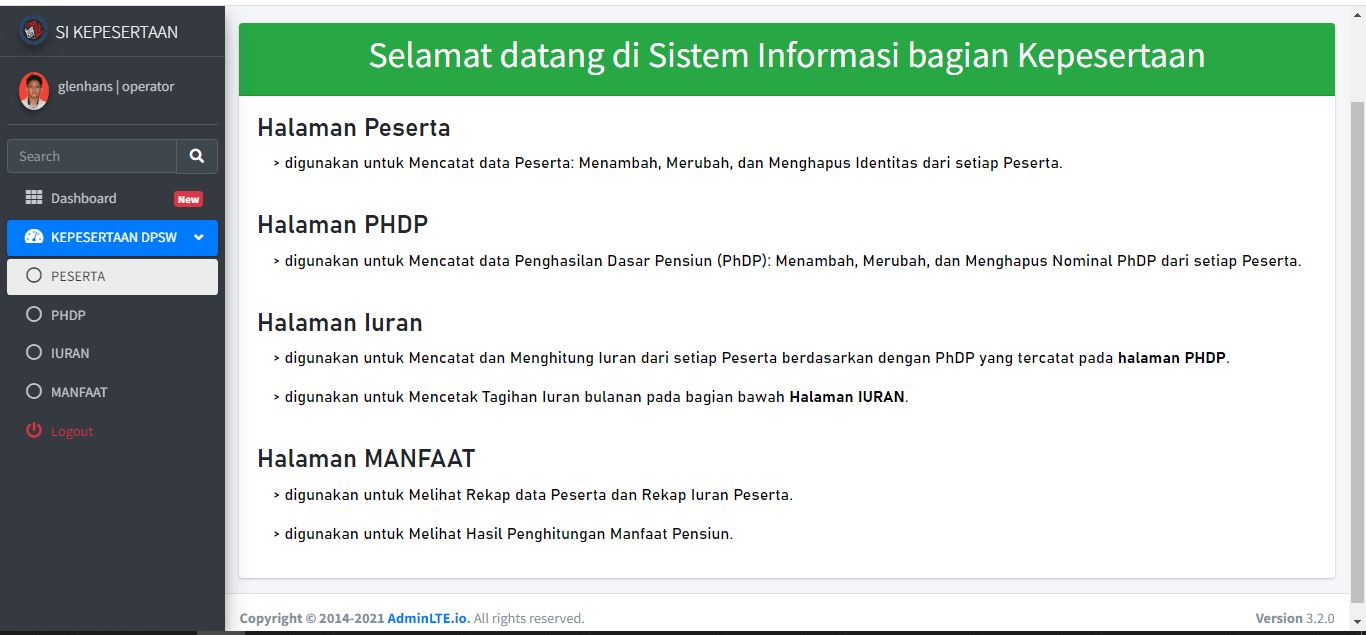 SI KEPESERTAAN
glenhans | operator
Search
Dashboard New
KEPESERTAAN DPSW
PESERTA
PHDP
IURAN
MANFAAT
Logout
Selamat datang di Sistem Informasi bagian Kepesertaan
Halaman Peserta
> digunakan untuk Mencatat data Peserta: Menambah, Merubah, dan Menghapus Identitas dari setiap Peserta.
Halaman PHDP
> digunakan untuk Mencatat data Penghasilan Dasar Pensiun (PhDP): Menambah, Merubah, dan Menghapus Nominal PhDP dari setiap Peserta.
Halaman Iuran
> digunakan untuk Mencatat dan Menghitung Iuran dari setiap Peserta berdasarkan dengan PhDP yang tercatat pada halaman PHDP.
> digunakan untuk Mencetak Tagihan Iuran bulanan pada bagian bawah Halaman IURAN.
Halaman MANFAAT
> digunakan untuk Melihat Rekap data Peserta dan Rekap Iuran Peserta.
> digunakan untuk Melihat Hasil Penghitungan Manfaat Pensiun.
Copyright © 2014-2021 AdminLTE.io. All rights reserved.
Version 3.2.0